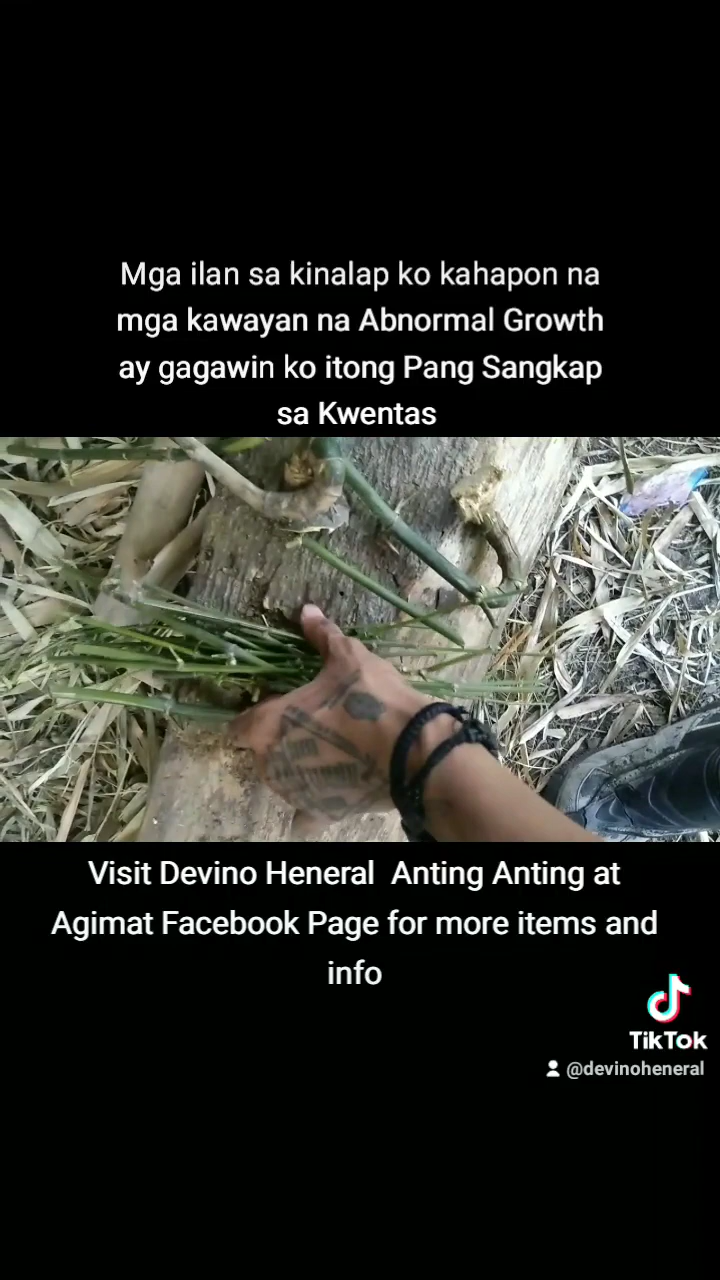 Mga ilan sa kinalap ko kahapon na
mga kawayan na Abnormal Growth
ay gagawin ko itong Pang Sangkap
sa Kwentas
Visit Devino Heneral  Anting Anting at
Agimat Facebook Page for more items and
info
TikTok
@devinoheneral